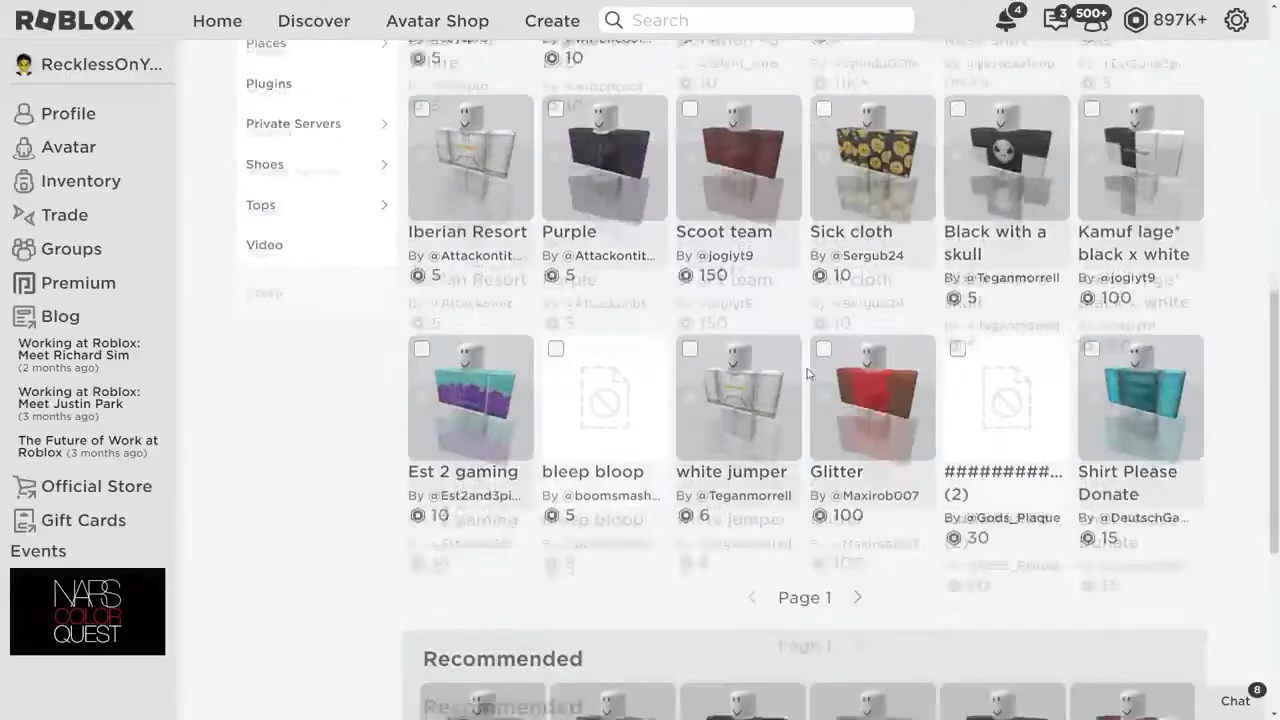 ROBLOX
Home
Discover
Avatar Shop
Create
Search
4
3
500+
897K+
RecklessOnY...
Profile
Avatar
Inventory
Trade
Groups
Premium
Blog
Working at Roblox:
Meet Richard Sim
(2 months ago)
Working at Roblox:
Meet Justin Park
(3 months ago)
The Future of Work at
Roblox (3 months ago)
Official Store
Gift Cards
Events
NARS
COLOR
QUEST
Places
Plugins
Private Servers
Shoes
Tops
Video
5
10
Iberian Resort
By @Attackontit...
5
Purple
By @Attackontit...
5
Scoot team
By @jogiyt9
150
Sick cloth
By @Sergub24
10
Black with a
skull
By @Teganmorrell
5
Kamuf lage*
black x white
By @jogiyt9
100
Est 2 gaming
By @Est2and3pi...
10
bleep bloop
By @boomsmash...
5
white jumper
By @Teganmorrell
6
Glitter
By @Maxirob007
100
#########...
(2)
By @Gods_Plaque
30
Shirt Please
Donate
By @DeutschGa...
15
Page 1
Recommended
Chat
8